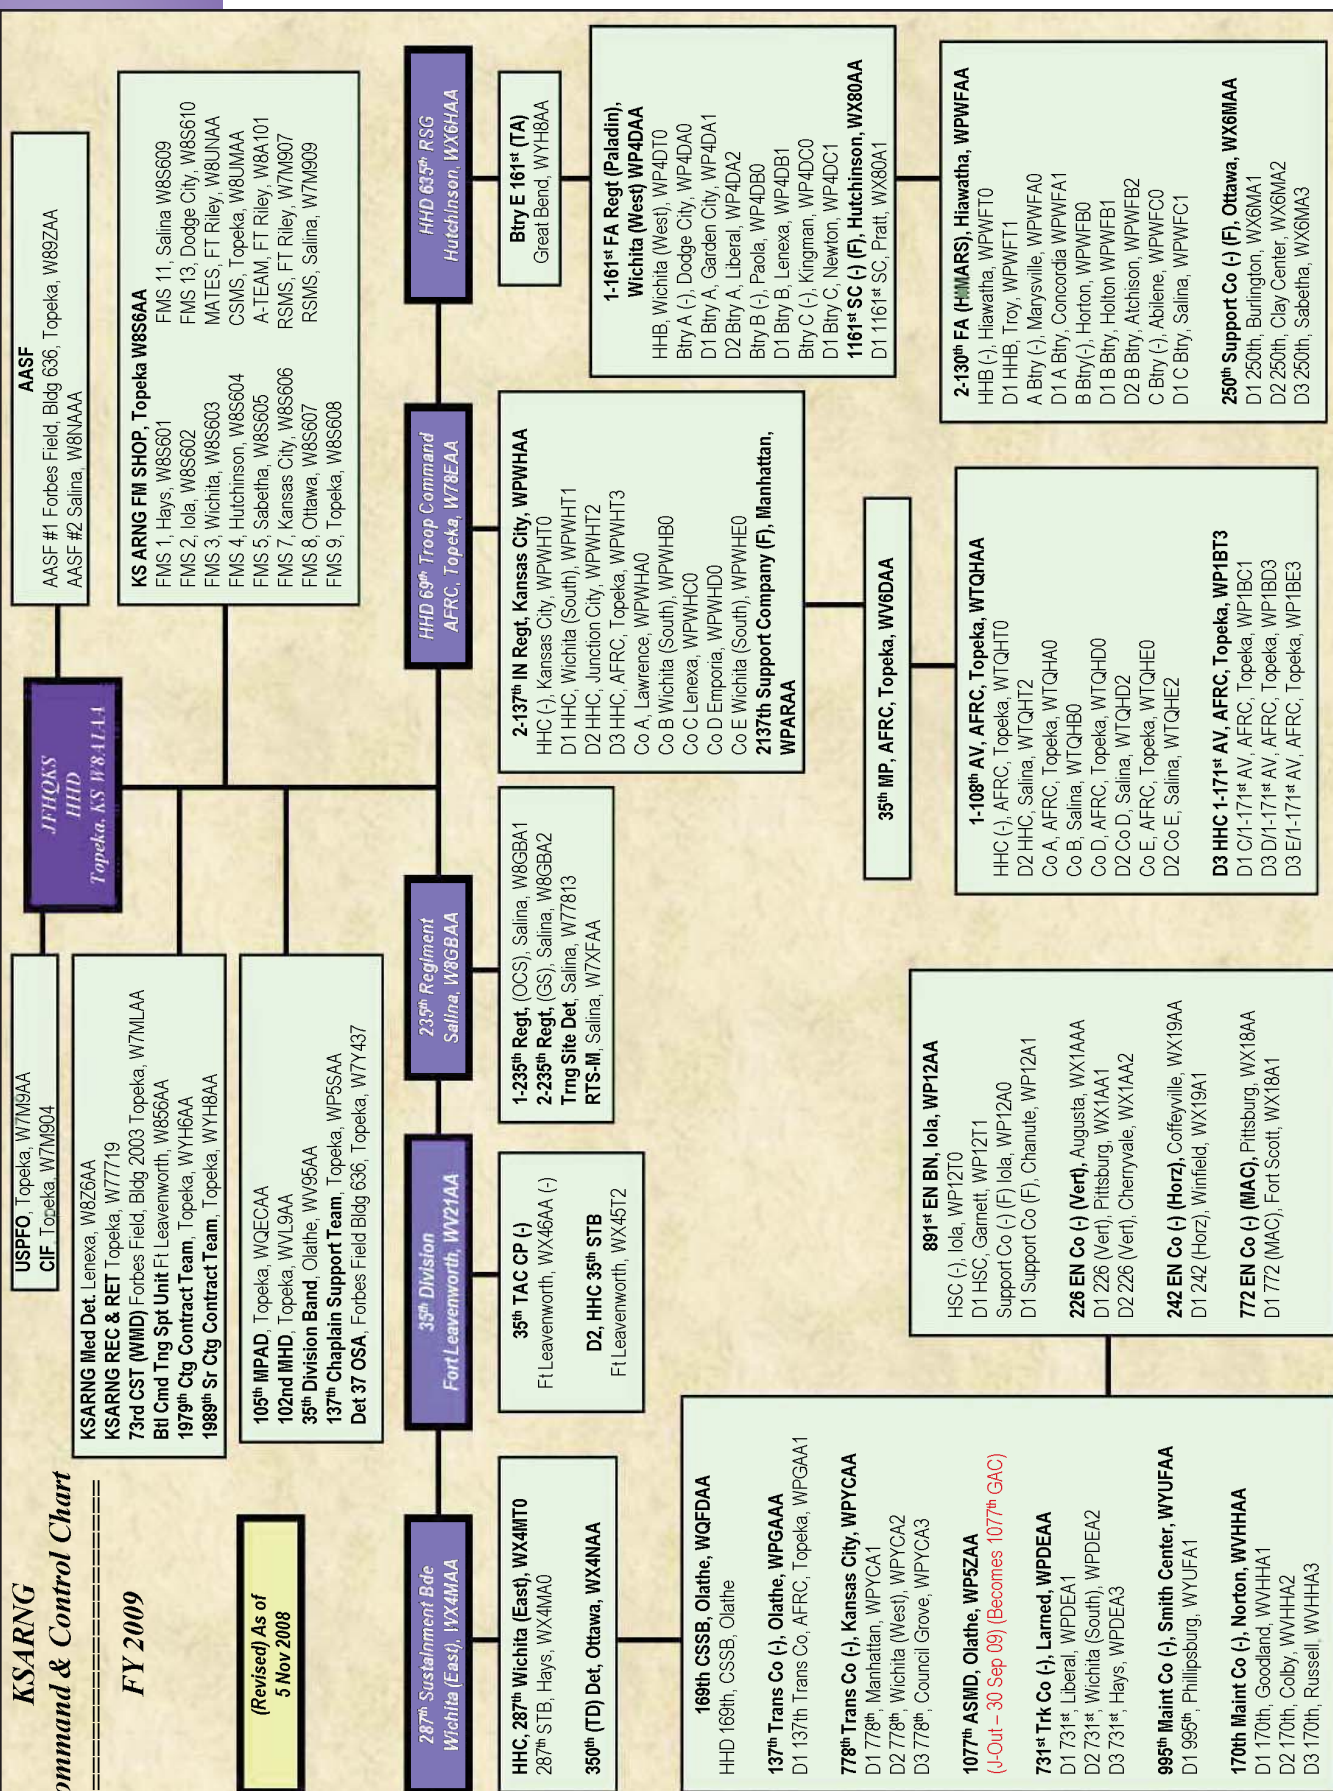 KSARNG
ommand & Control Chart
====================
FY 2009
(Revised) As of
5 Nov 2008
JFHQKS
HHD
Topeka, KS W8A1AA
USPFO, Topeka, W7M9AA
CIF, Topeka, W7M904
AASF
AASF #1 Forbes Field, Bldg 636, Topeka, W89ZAA
AASF #2 Salina, W8NAAA
KSARNG Med Det. Lenexa, W8Z6AA
KSARNG REC & RET Topeka, W77719
73rd CST (WMD) Forbes Field, Bldg 2003 Topeka, W7MLAA
Btl Cmd Tng Spt Unit Ft Leavenworth, W856AA
1979th Ctg Contract Team, Topeka, WYH6AA
1989th Sr Ctg Contract Team, Topeka, WYH8AA
KS ARNG FM SHOP, Topeka W8S6AA
FMS 1, Hays, W8S601
FMS 2, Iola, W8S602
FMS 3, Wichita, W8S603
FMS 4, Hutchinson, W8S604
FMS 5, Sabetha, W8S605
FMS 7, Kansas City, W8S606
FMS 8, Ottawa, W8S607
FMS 9, Topeka, W8S608
FMS 11, Salina W8S609
FMS 13, Dodge City, W8S610
MATES, FT Riley, W8UNAA
CSMS, Topeka, W8UMAA
A-TEAM, FT Riley, W8A101
RSMS, FT Riley, W7M907
RSMS, Salina, W7M909
105th MPAD, Topeka, WQECAA
102nd MHD, Topeka, WVL9AA
35th Division Band, Olathe, WV95AA
137th Chaplain Support Team, Topeka, WP5SAA
Det 37 OSA, Forbes Field Bldg 636, Topeka, W7Y437
287th Sustainment Bde
Wichita (East), WX4MAA
35th Division
Fort Leavenworth, WV21AA
235th Regiment
Salina, W8GBAA
HHD 69th Troop Command
AFRC, Topeka, W78EAA
HHD 635th RSG
Hutchinson, WX6HAA
HHC, 287th Wichita (East), WX4MT0
287th STB, Hays, WX4MA0
350th (TD) Det, Ottawa, WX4NAA
35th TAC CP (-)
Ft Leavenworth, WX46AA (-)
D2, HHC 35th STB
Ft Leavenworth, WX45T2
1-235th Regt, (OCS), Salina, W8GBA1
2-235th Regt, (GS), Salina, W8GBA2
Trng Site Det, Salina, W77813
RTS-M, Salina, W7XFAA
2-137th IN Regt, Kansas City, WPWHAA
HHC (-), Kansas City, WPWHT0
D1 HHC, Wichita (South), WPWHT1
D2 HHC, Junction City, WPWHT2
D3 HHC, AFRC, Topeka, WPWHT3
Co A, Lawrence, WPWHA0
Co B Wichita (South), WPWHB0
Co C Lenexa, WPWHC0
Co D Emporia, WPWHD0
Co E Wichita (South), WPWHE0
2137th Support Company (F), Manhattan,
WPARAA
Btry E 161st (TA)
Great Bend, WYH8AA
1-161st FA Regt (Paladin),
Wichita (West) WP4DAA
HHB, Wichita (West), WP4DT0
Btry A (-), Dodge City, WP4DA0
D1 Btry A, Garden City, WP4DA1
D2 Btry A, Liberal, WP4DA2
Btry B (-), Paola, WP4DB0
D1 Btry B, Lenexa, WP4DB1
Btry C (-), Kingman, WP4DC0
D1 Btry C, Newton, WP4DC1
1161st SC (-) (F), Hutchinson, WX80AA
D1 1161st SC, Pratt, WX80A1
169th CSSB, Olathe, WQFDAA
HHD 169th, CSSB, Olathe
137th Trans Co (-), Olathe, WPGAAA
D1 137th Trans Co, AFRC, Topeka, WPGAA1
778th Trans Co (-), Kansas City, WPYCAA
D1 778th, Manhattan, WPYCA1
D2 778th, Wichita (West), WPYCA2
D3 778th, Council Grove, WPYCA3
1077th ASMD, Olathe, WP5ZAA
(J-Out – 30 Sep 09) (Becomes 1077th GAC)
731st Trk Co (-), Larned, WPDEAA
D1 731st, Liberal, WPDEA1
D2 731st, Wichita (South), WPDEA2
D3 731st, Hays, WPDEA3
995th Maint Co (-), Smith Center, WYUFAA
D1 995th, Phillipsburg, WYUFA1
170th Maint Co (-), Norton, WVHHAA
D1 170th, Goodland, WVHHA1
D2 170th, Colby, WVHHA2
D3 170th, Russell, WVHHA3
891st EN BN, Iola, WP12AA
HSC (-), Iola, WP12T0
D1 HSC, Garnett, WP12T1
Support Co (-) (F) Iola, WP12A0
D1 Support Co (F), Chanute, WP12A1
226 EN Co (-) (Vert), Augusta, WX1AAA
D1 226 (Vert), Pittsburg, WX1AA1
D2 226 (Vert), Cherryvale, WX1AA2
242 EN Co (-) (Horz), Coffeyville, WX19AA
D1 242 (Horz), Winfield, WX19A1
772 EN Co (-) (MAC), Pittsburg, WX18AA
D1 772 (MAC), Fort Scott, WX18A1
35th MP, AFRC, Topeka, WV6DAA
1-108th AV, AFRC, Topeka, WTQHAA
HHC (-), AFRC, Topeka, WTQHT0
D2 HHC, Salina, WTQHT2
Co A, AFRC, Topeka, WTQHA0
Co B, Salina, WTQHB0
Co D, AFRC, Topeka, WTQHD0
D2 Co D, Salina, WTQHD2
Co E, AFRC, Topeka, WTQHE0
D2 Co E, Salina, WTQHE2
D3 HHC 1-171st AV, AFRC, Topeka, WP1BT3
D1 C/1-171st AV, AFRC, Topeka, WP1BC1
D3 D/1-171st AV, AFRC, Topeka, WP1BD3
D3 E/1-171st AV, AFRC, Topeka, WP1BE3
2-130th FA (HIMARS), Hiawatha, WPWFAA
HHB (-), Hiawatha, WPWFT0
D1 HHB, Troy, WPWFT1
A Btry (-), Marysville, WPWFA0
D1 A Btry, Concordia WPWFA1
B Btry(-), Horton, WPWFB0
D1 B Btry, Holton WPWFB1
D2 B Btry, Atchison, WPWFB2
C Btry (-), Abilene, WPWFC0
D1 C Btry, Salina, WPWFC1
250th Support Co (-) (F), Ottawa, WX6MAA
D1 250th, Burlington, WX6MA1
D2 250th, Clay Center, WX6MA2
D3 250th, Sabetha, WX6MA3